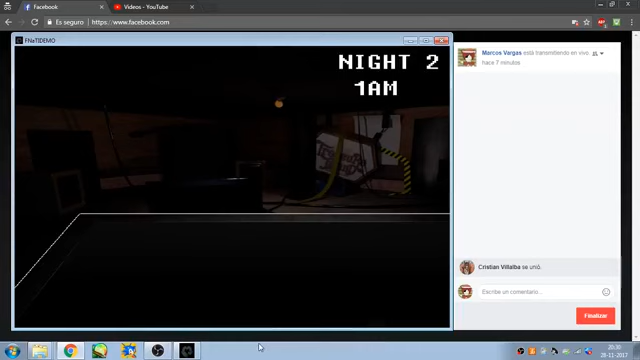 Facebook
Videos - YouTube
Es seguro
https://www.facebook.com
FNaTIDEMO
NIGHT 2
1AM
Marcos Vargas está transmitiendo en vivo.
hace 7 minutos
Cristian Villalba se unió.
Escribe un comentario...
Finalizar
20:30
28-11-2017